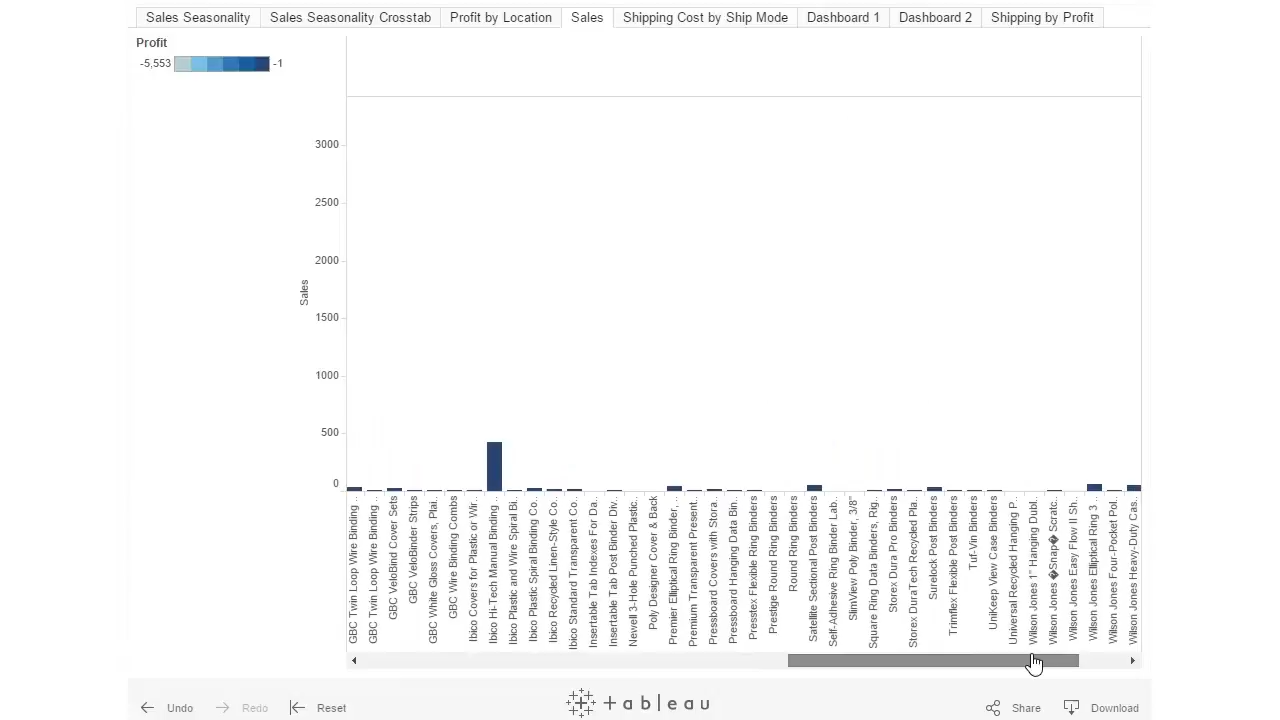 Sales Seasonality Sales Seasonality Crosstab Profit by Location Sales Shipping Cost by Ship Mode Dashboard 1 Dashboard 2 Shipping by Profit
Profit
-5,553 -1
3000
2500
2000
1500
1000
500
0
Sales
GBC Twin Loop Wire Binding ..
GBC Twin Loop Wire Binding ..
GBC VeloBind Cover Sets
GBC VeloBinder Strips
GBC White Gloss Covers, Plai..
GBC Wire Binding Combs
Ibico Covers for Plastic or Wir..
Ibico Hi-Tech Manual Binding ..
Ibico Plastic and Wire Spiral Bi..
Ibico Plastic Spiral Binding Co..
Ibico Recycled Linen-Style Co..
Ibico Standard Transparent Co..
Insertable Tab Indexes For Da..
Insertable Tab Post Binder Div..
Newell 3-Hole Punched Plastic..
Poly Designer Cover & Back
Premier Elliptical Ring Binder, ..
Premium Transparent Present..
Pressboard Covers with Stora..
Pressboard Hanging Data Bin..
Presstex Flexible Ring Binders
Prestige Round Ring Binders
Round Ring Binders
Satellite Sectional Post Binders
Self-Adhesive Ring Binder Lab..
SlimView Poly Binder, 3/8"
Square Ring Data Binders, Rig..
Storex Dura Pro Binders
Storex DuraTech Recycled Pla..
Surelock Post Binders
Trimflex Flexible Post Binders
Tuf-Vin Binders
UniKeep View Case Binders
Universal Recycled Hanging P..
Wilson Jones 1" Hanging Dubl..
Wilson Jones �Snap� Scratc..
Wilson Jones Easy Flow II Sh..
Wilson Jones Elliptical Ring 3 ..
Wilson Jones Four-Pocket Pol..
Wilson Jones Heavy-Duty Cas..
Undo Redo Reset + a b l e a u Share Download